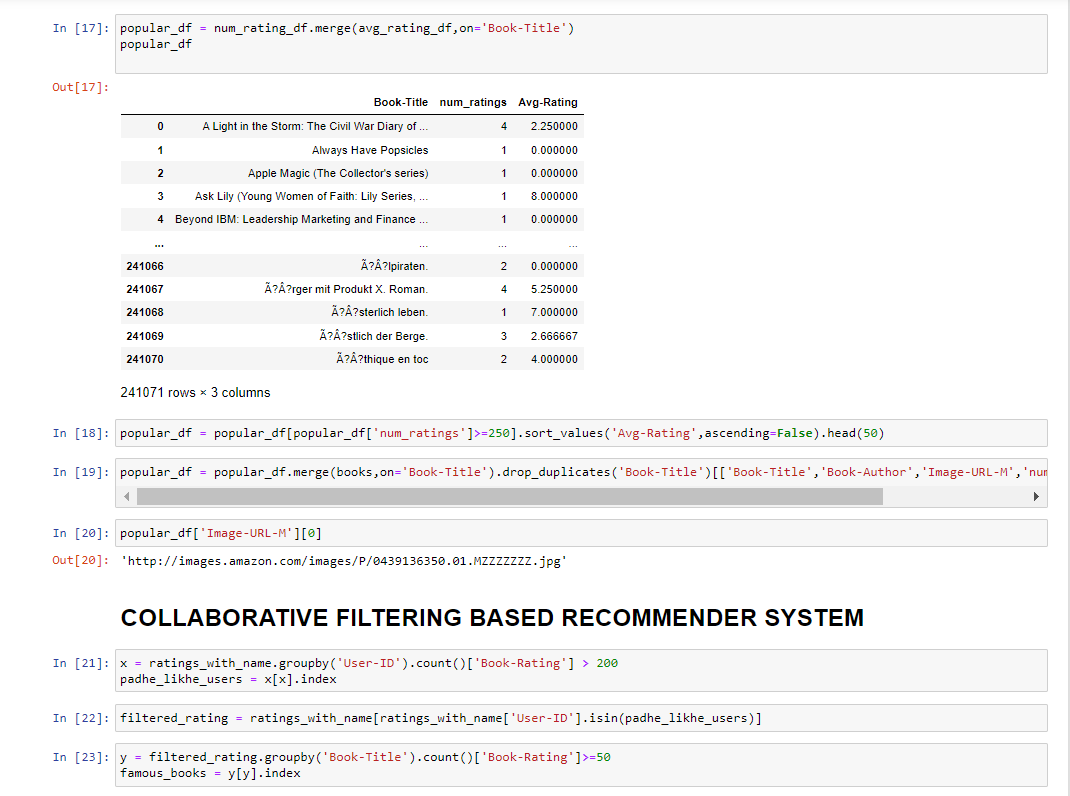 In [17]: popular_df = num_rating_df.merge(avg_rating_df,on='Book-Title')
popular_df
Out[17]:
Book-Title num_ratings Avg-Rating
0 A Light in the Storm: The Civil War Diary of ... 4 2.250000
1 Always Have Popsicles 1 0.000000
2 Apple Magic (The Collector's series) 1 0.000000
3 Ask Lily (Young Women of Faith: Lily Series, ... 1 8.000000
4 Beyond IBM: Leadership Marketing and Finance ... 1 0.000000
... ... ... ...
241066 Ã?Â?lpiraten. 2 0.000000
241067 Ã?Â?rger mit Produkt X. Roman. 4 5.250000
241068 Ã?Â?sterlich leben. 1 7.000000
241069 Ã?Â?stlich der Berge. 3 2.666667
241070 Ã?Â?thique en toc 2 4.000000
241071 rows × 3 columns
In [18]: popular_df = popular_df[popular_df['num_ratings']>=250].sort_values('Avg-Rating',ascending=False).head(50)
In [19]: popular_df = popular_df.merge(books,on='Book-Title').drop_duplicates('Book-Title')[['Book-Title','Book-Author','Image-URL-M','num
In [20]: popular_df['Image-URL-M'][0]
Out[20]: 'http://images.amazon.com/images/P/0439136350.01.MZZZZZZZ.jpg'
COLLABORATIVE FILTERING BASED RECOMMENDER SYSTEM
In [21]: x = ratings_with_name.groupby('User-ID').count()['Book-Rating'] > 200
padhe_likhe_users = x[x].index
In [22]: filtered_rating = ratings_with_name[ratings_with_name['User-ID'].isin(padhe_likhe_users)]
In [23]: y = filtered_rating.groupby('Book-Title').count()['Book-Rating']>=50
famous_books = y[y].index